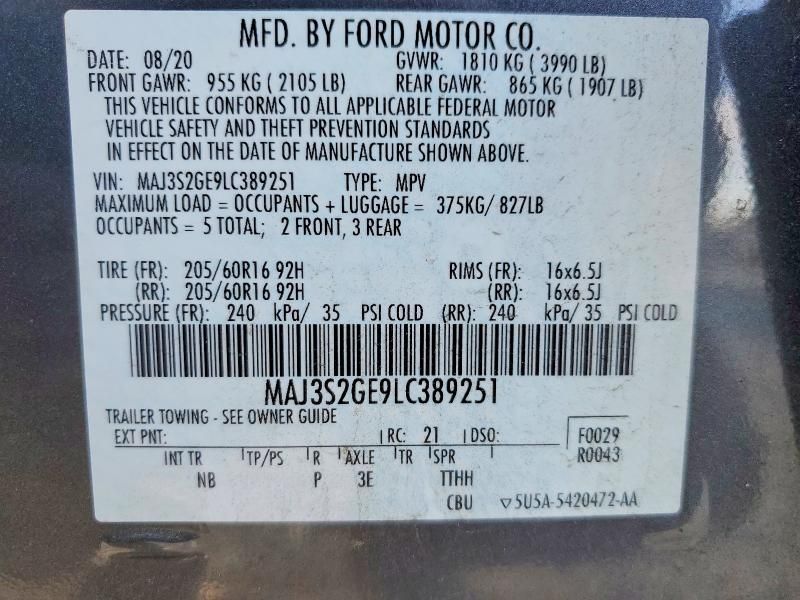 MFD. BY FORD MOTOR CO.
DATE: 08/20 GVWR: 1810 KG ( 3990 LB)
FRONT GAWR: 955 KG ( 2105 LB) REAR GAWR: 865 KG ( 1907 LB)
THIS VEHICLE CONFORMS TO ALL APPLICABLE FEDERAL MOTOR
VEHICLE SAFETY AND THEFT PREVENTION STANDARDS
IN EFFECT ON THE DATE OF MANUFACTURE SHOWN ABOVE.
VIN: MAJ3S2GE9LC389251 TYPE: MPV
MAXIMUM LOAD = OCCUPANTS + LUGGAGE = 375KG/ 827LB
OCCUPANTS = 5 TOTAL; 2 FRONT, 3 REAR
TIRE (FR): 205/60R16 92H RIMS (FR): 16x6.5J
(RR): 205/60R16 92H (RR): 16x6.5J
PRESSURE (FR): 240 kPa/ 35 PSI COLD (RR): 240 kPa/ 35 PSI COLD
MAJ3S2GE9LC389251
TRAILER TOWING - SEE OWNER GUIDE
EXT PNT: RC: 21 DSO: F0029
INT TR TP/PS R AXLE TR SPR R0043
NB P 3E TTHH
CBU ▽5U5A-5420472-AA